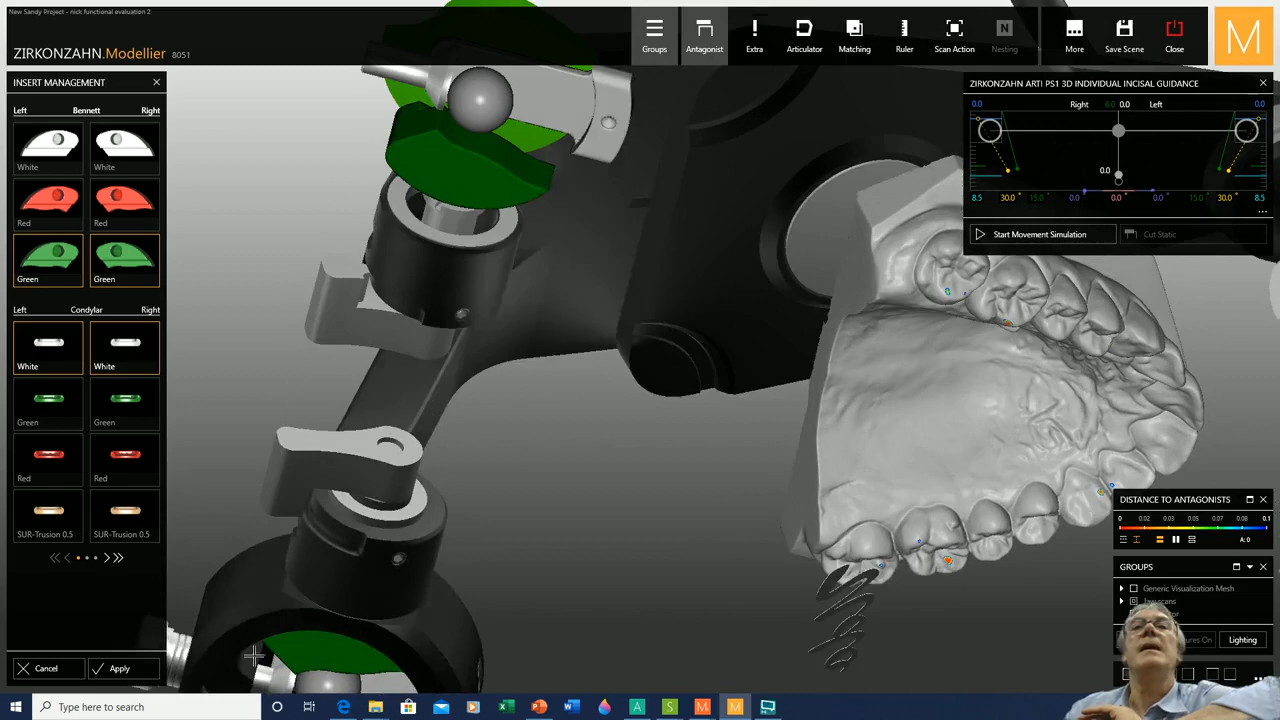 New Sandy Project - nick functional evaluation 2
ZIRKONZAHN.Modellier 8051
Groups Antagonist Extra Articulator Matching Ruler Scan Action Nesting More Save Scene Close
M
INSERT MANAGEMENT
Left Bennett Right
White White
Red Red
Green Green
Left Condylar Right
White White
Green Green
Red Red
SUR-Trusion 0.5 SUR-Trusion 0.5
Cancel Apply
ZIRKONZAHN ARTI PS1 3D INDIVIDUAL INCISAL GUIDANCE
0.0 Right 6.0 0.0 Left 0.0
0.0
8.5 30.0 ° 15.0 ° 0.0 ° 0.0 ° 0.0 ° 15.0 ° 30.0 ° 8.5
Start Movement Simulation Cut Static
DISTANCE TO ANTAGONISTS
0 0.02 0.03 0.05 0.07 0.08 0.1
A: 0
GROUPS
Generic Visualization Mesh
Jaw scans
Lighting
Type here to search